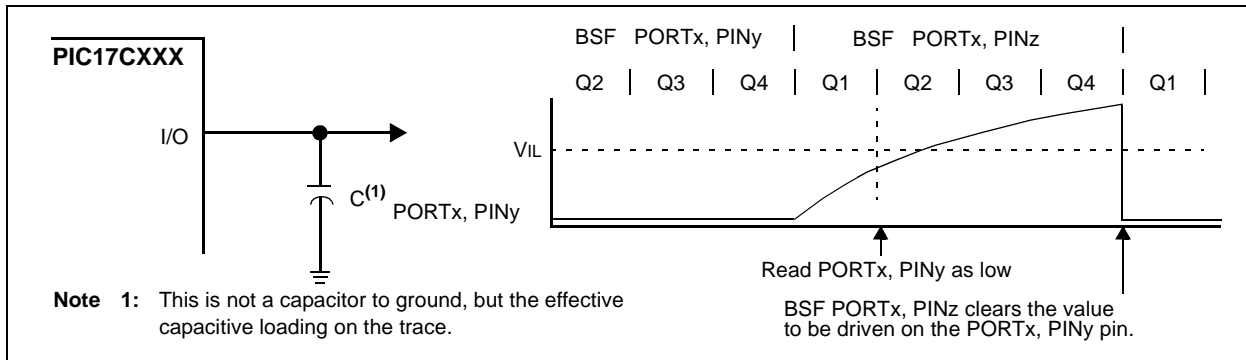 PIC17CXXX
I/O
C(1)
PORTx, PINy
BSF PORTx, PINy | BSF PORTx, PINz |
Q2 | Q3 | Q4 | Q1 | Q2 | Q3 | Q4 | Q1 |
VIL
Read PORTx, PINy as low
BSF PORTx, PINz clears the value
to be driven on the PORTx, PINy pin.
Note 1: This is not a capacitor to ground, but the effective
capacitive loading on the trace.